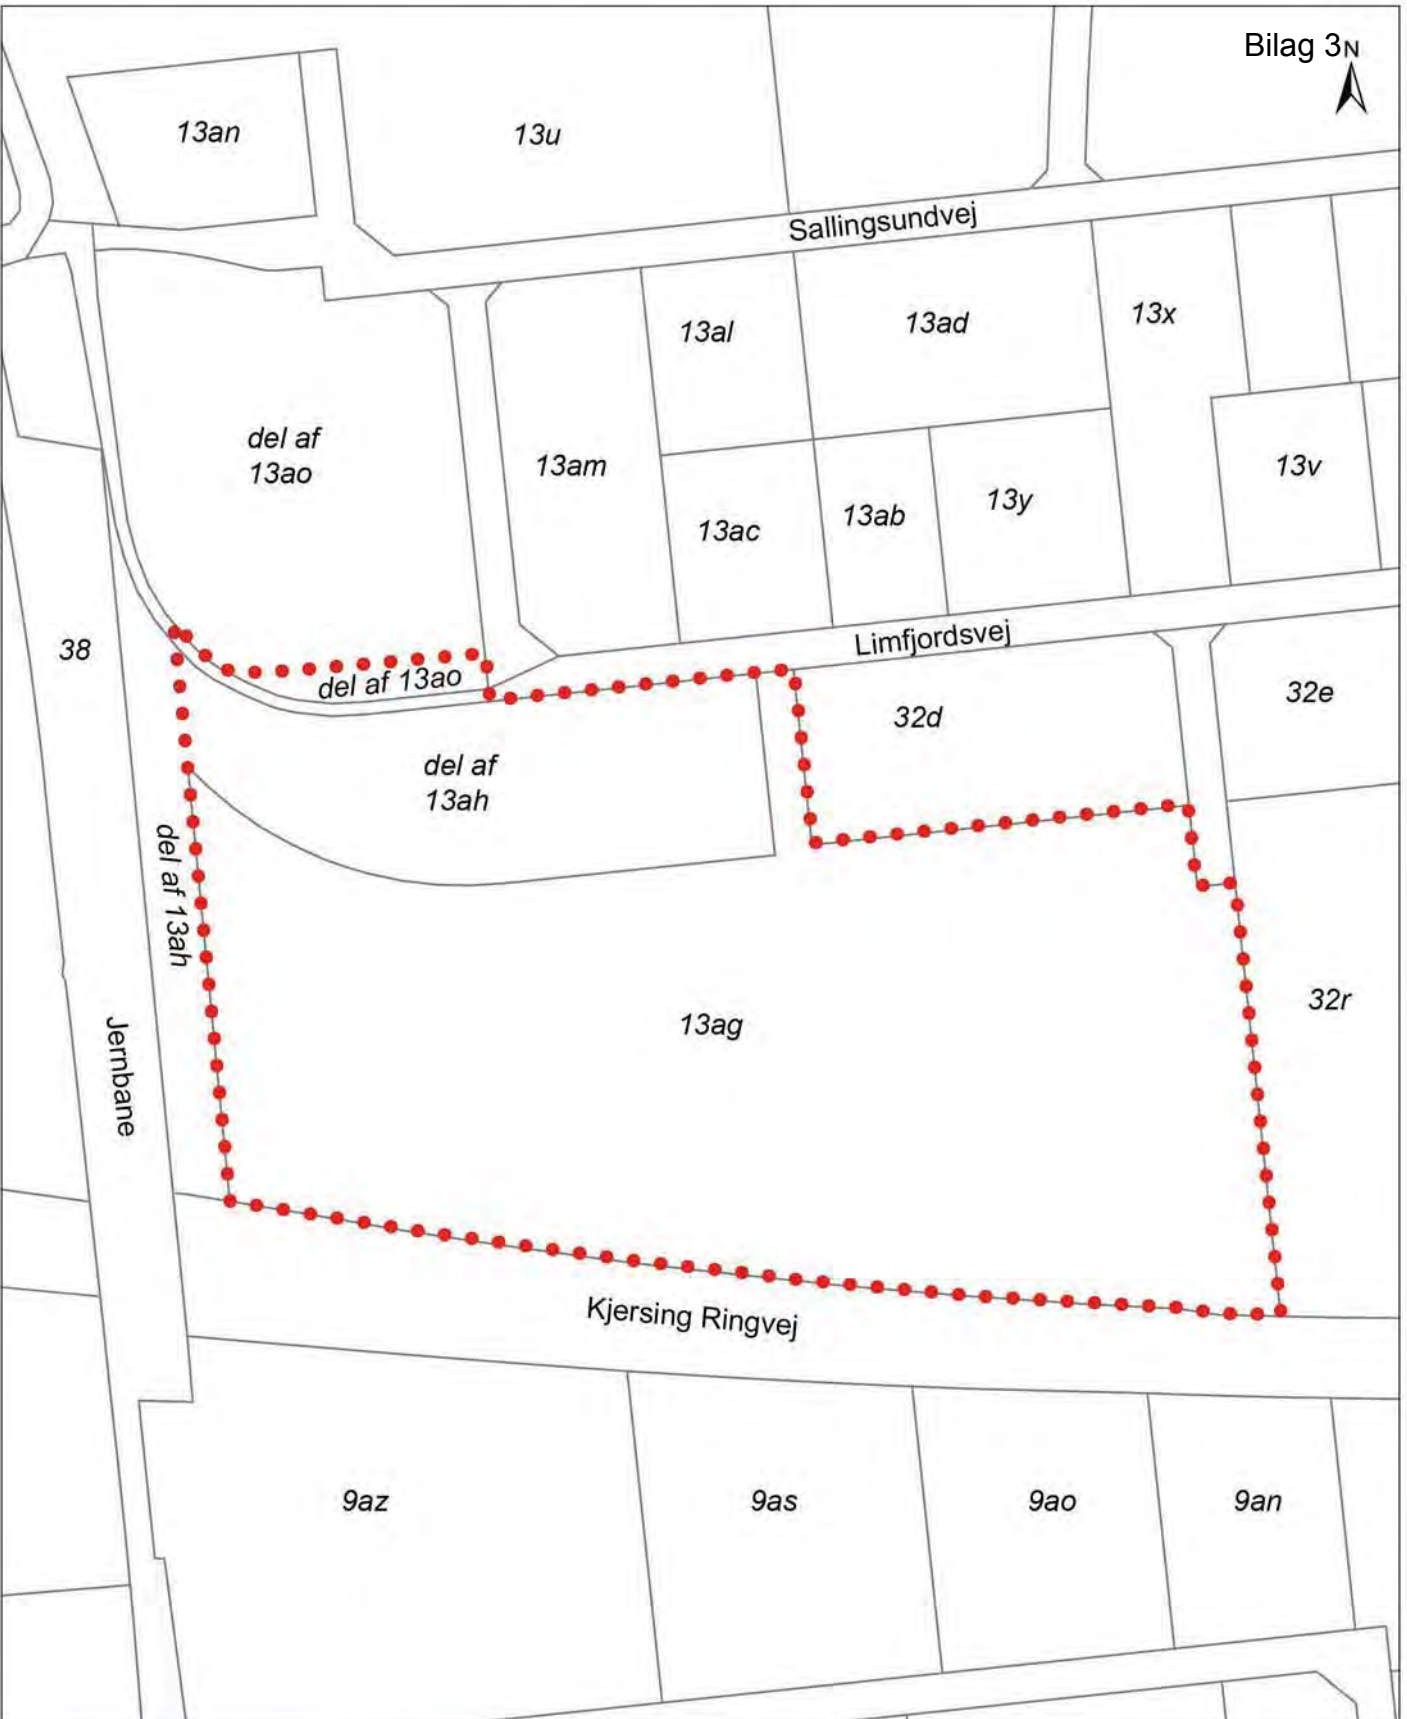 Bilag 3
N
13an
13u
Sallingsundvej
13al
13ad
13x
del af
13ao
13am
13v
13ac
13ab
13y
38
Limfjordsvej
del af 13ao
32d
32e
del af
13ah
del af 13ah
Jernbane
13ag
32r
Kjersing Ringvej
9az
9as
9ao
9an